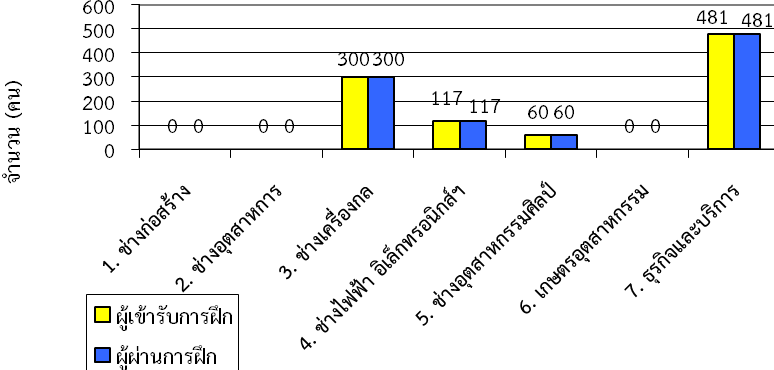 600
500
400
300
200
100
0
จำนวน (คน)
0 0
0 0
300 300
117 117
60 60
0 0
481 481
1. ช่างก่อสร้าง
2. ช่างอุตสาหการ
3. ช่างเครื่องกล
4. ช่างไฟฟ้า อิเล็กทรอนิกส์ฯ
5. ช่างอุตสาหกรรมศิลป์
6. เกษตรอุตสาหกรรม
7. ธุรกิจและบริการ
ผู้เข้ารับการฝึก
ผู้ผ่านการฝึก